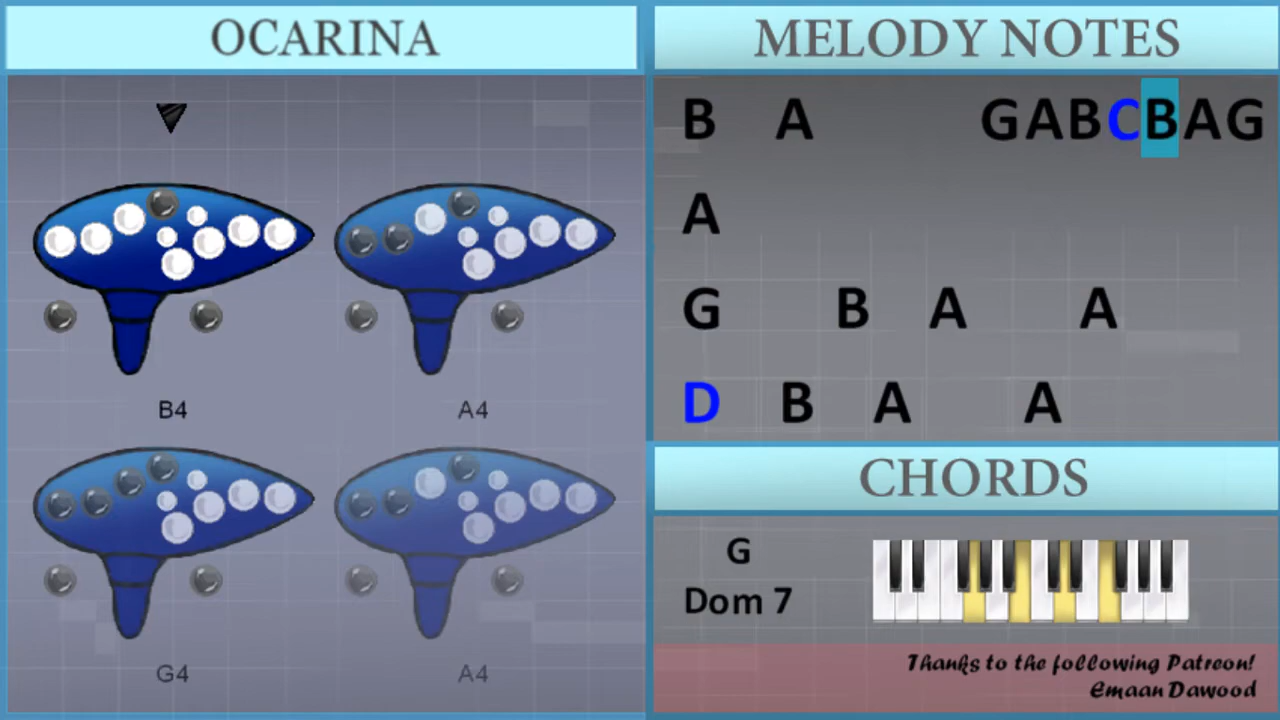 OCARINA
B4 A4
G4 A4
MELODY NOTES
B A GABCBAG
A
G B A A
D B A A
CHORDS
G
Dom 7
Thanks to the following Patreon!
Emaan Dawood